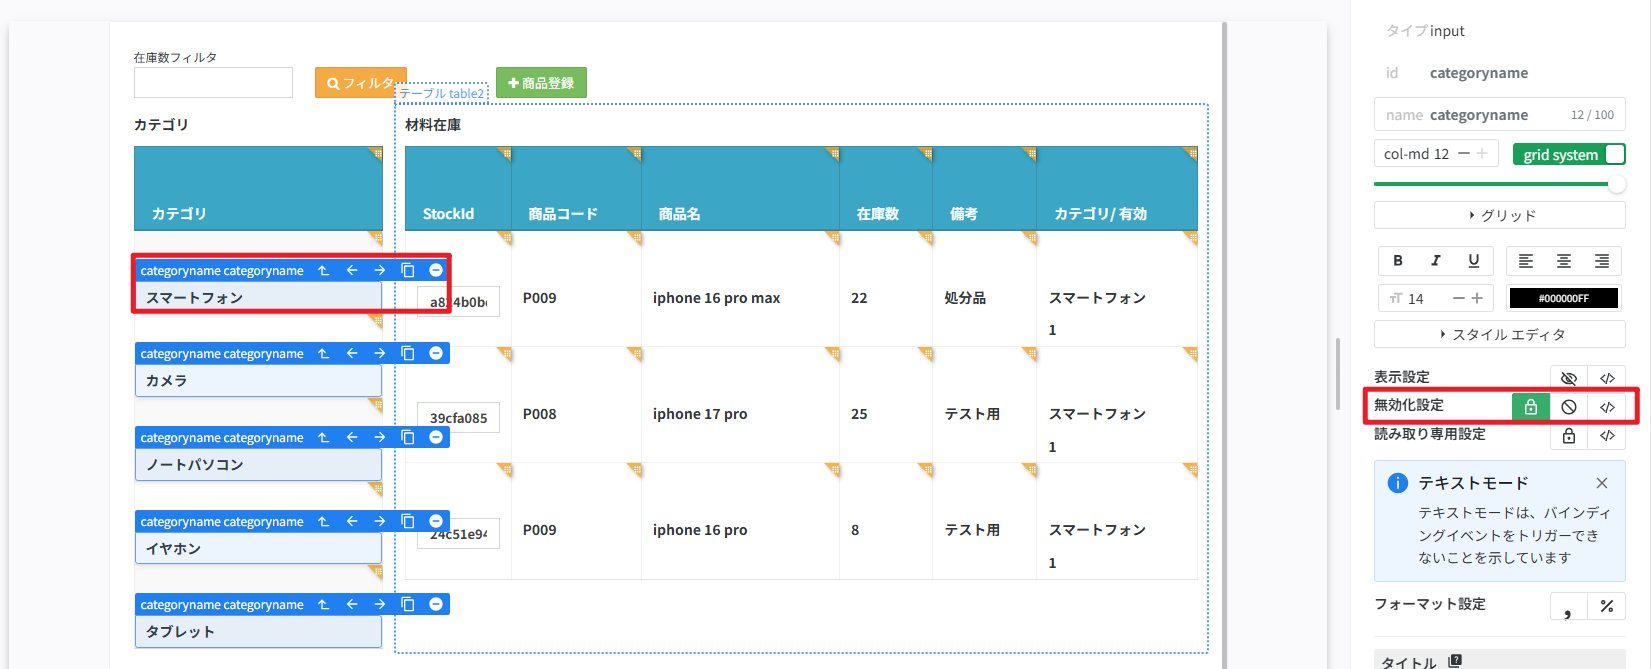 在庫数フィルタ
フィルタ
商品登録
テーブル table2
カテゴリ
材料在庫
カテゴリ
StockId
商品コード
商品名
在庫数
備考
カテゴリ/ 有効
categoryname categoryname
スマートフォン
P009
iphone 16 pro max
22
処分品
スマートフォン
1
categoryname categoryname
カメラ
39cfa085
P008
iphone 17 pro
25
テスト用
スマートフォン
1
categoryname categoryname
ノートパソコン
categoryname categoryname
イヤホン
24c51e94
P009
iphone 16 pro
8
テスト用
スマートフォン
1
categoryname categoryname
タブレット
タイプ input
id categoryname
name categoryname 12 / 100
col-md 12
grid system
グリッド
B I U
14
#000000FF
スタイル エディタ
表示設定
無効化設定
読み取り専用設定
テキストモード
テキストモードは、バインディ
ングイベントをトリガーでき
ないことを示しています
フォーマット設定
, %
タイトル